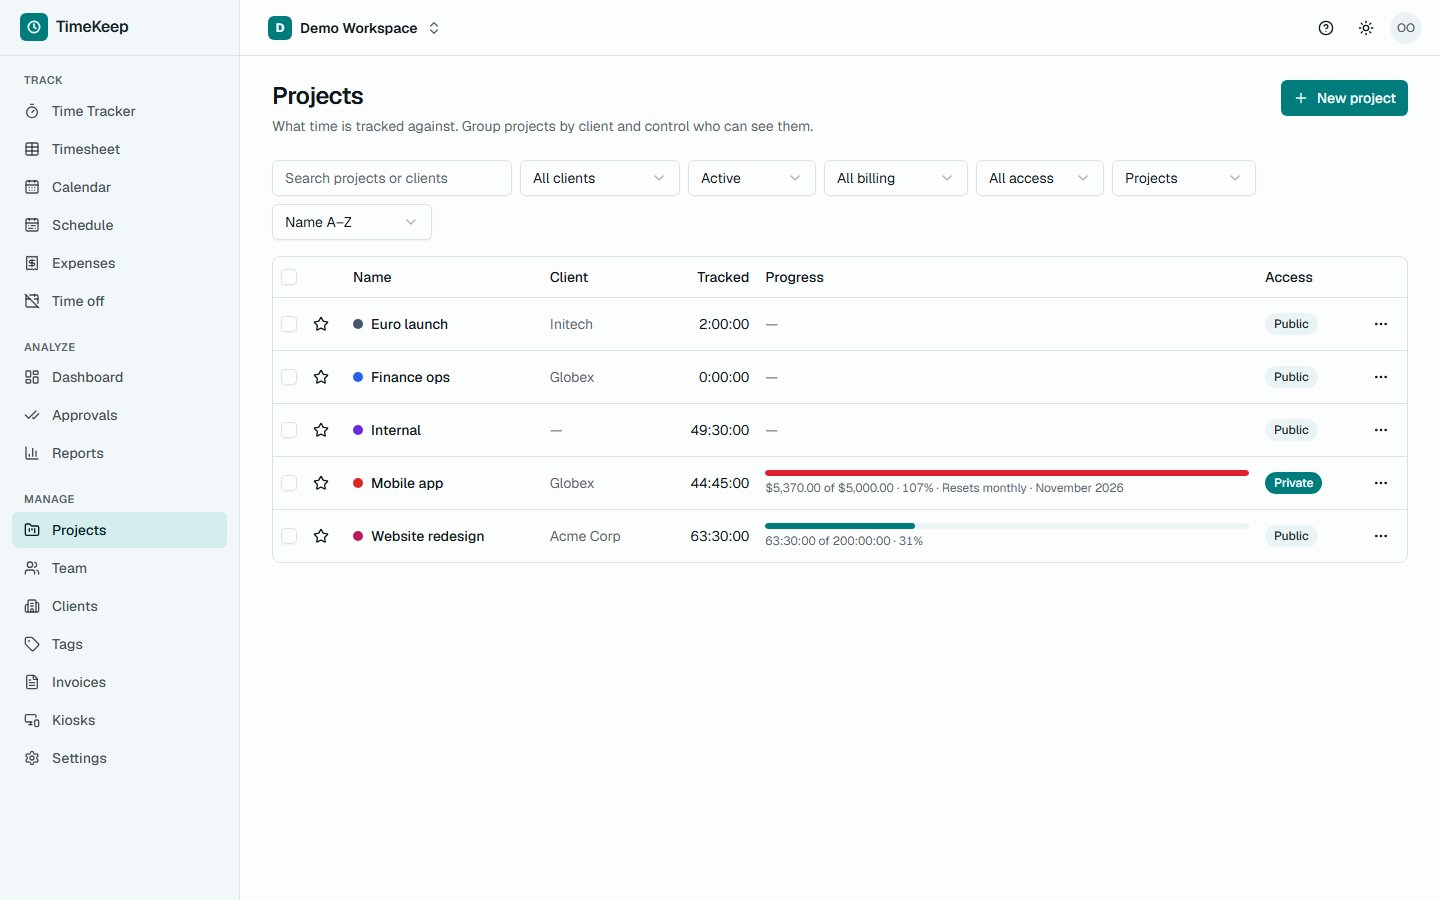 TimeKeep
D Demo Workspace
OO
TRACK
Time Tracker
Timesheet
Calendar
Schedule
Expenses
Time off
ANALYZE
Dashboard
Approvals
Reports
MANAGE
Projects
Team
Clients
Tags
Invoices
Kiosks
Settings
Projects
What time is tracked against. Group projects by client and control who can see them.
New project
Search projects or clients
All clients
Active
All billing
All access
Projects
Name A–Z
Name Client Tracked Progress Access
Euro launch Initech 2:00:00 — Public
Finance ops Globex 0:00:00 — Public
Internal — 49:30:00 — Public
Mobile app Globex 44:45:00 $5,370.00 of $5,000.00 · 107% · Resets monthly · November 2026 Private
Website redesign Acme Corp 63:30:00 63:30:00 of 200:00:00 · 31% Public